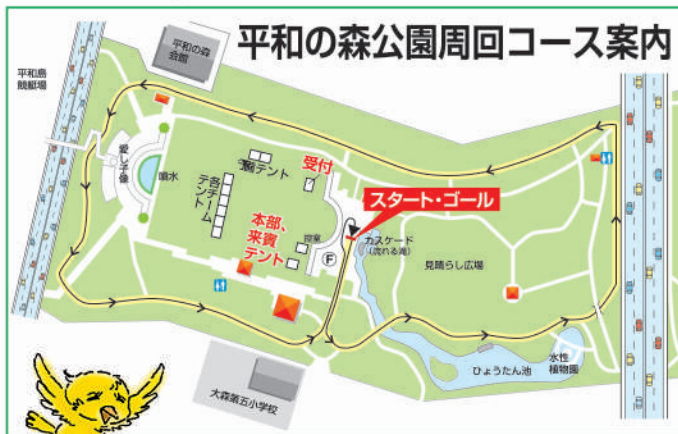 平和の森公園周回コース案内
平和の森
会館
平和島
競艇場
受付
各チーム
テント
愛し子像
噴水
スタート・ゴール
本部、
来賓
テント
控室
F
カスケード
(流れる滝)
見晴らし広場
ひょうたん池
水性
植物園
大森第五小学校